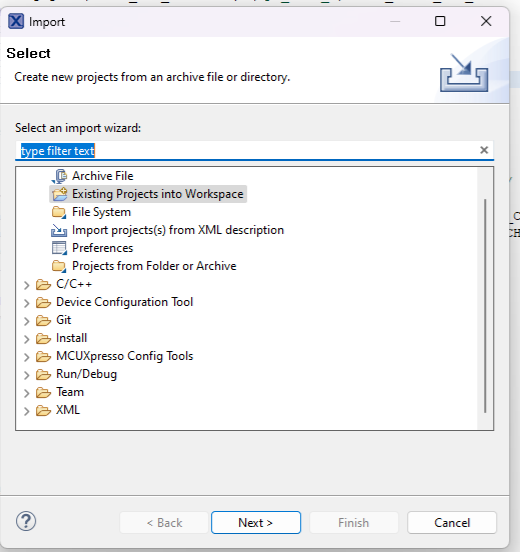 Import
Select
Create new projects from an archive file or directory.
Select an import wizard:
type filter text
Archive File
Existing Projects into Workspace
File System
Import projects(s) from XML description
Preferences
Projects from Folder or Archive
C/C++
Device Configuration Tool
Git
Install
MCUXpresso Config Tools
Run/Debug
Team
XML
< Back
Next >
Finish
Cancel